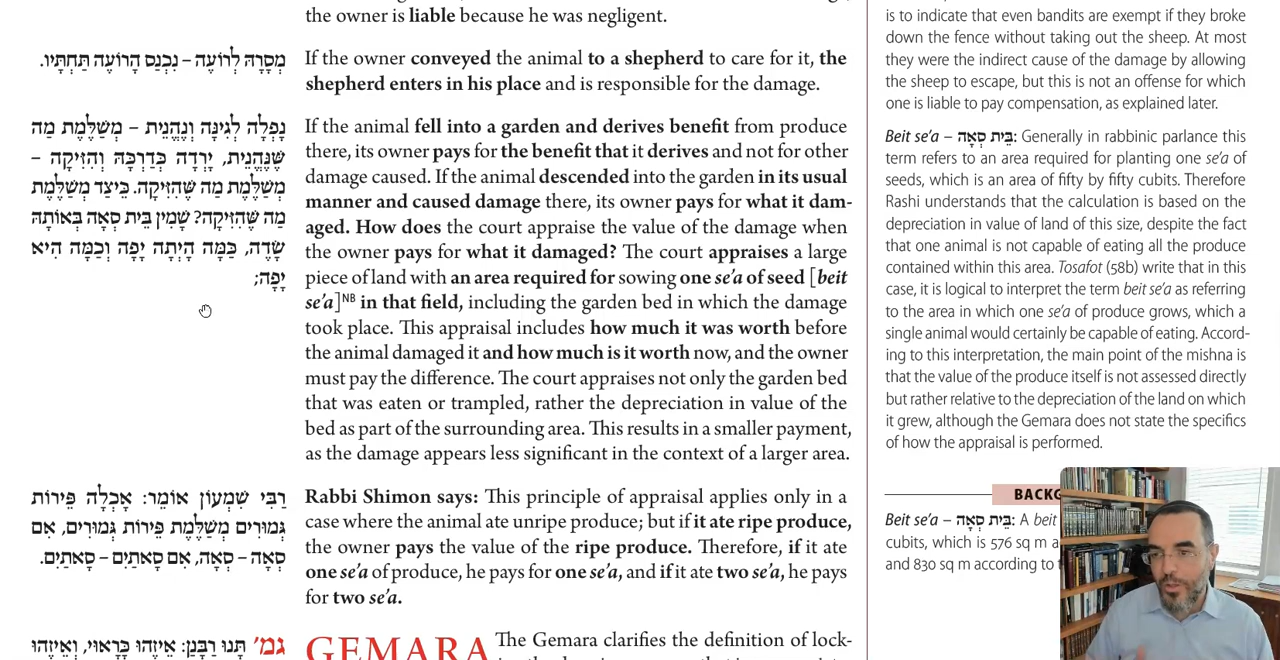 the owner is liable because he was negligent.
מְסָרָהּ לְרוֹעֶה – נִכְנַס הָרוֹעֶה תַּחְתָּיו.
If the owner conveyed the animal to a shepherd to care for it, the
shepherd enters in his place and is responsible for the damage.
נָפְלָה לְגִינָּה וְנֶהֱנֵית – מְשַׁלֶּמֶת מַה
שֶּׁנֶּהֱנֵית, יָרְדָה כְּדַרְכָּהּ וְהִזִּיקָה –
מְשַׁלֶּמֶת מַה שֶּׁהִזִּיקָה. כֵּיצַד מְשַׁלֶּמֶת
מַה שֶּׁהִזִּיקָה? שָׁמִין בֵּית סְאָה בְּאוֹתָהּ
שָׂדֶה, כַּמָּה הָיְתָה יָפָה וְכַמָּה הִיא
יָפָה;
If the animal fell into a garden and derives benefit from produce
there, its owner pays for the benefit that it derives and not for other
damage caused. If the animal descended into the garden in its usual
manner and caused damage there, its owner pays for what it dam-
aged. How does the court appraise the value of the damage when
the owner pays for what it damaged? The court appraises a large
piece of land with an area required for sowing one se’a of seed [beit
se’a]NB in that field, including the garden bed in which the damage
took place. This appraisal includes how much it was worth before
the animal damaged it and how much is it worth now, and the owner
must pay the difference. The court appraises not only the garden bed
that was eaten or trampled, rather the depreciation in value of the
bed as part of the surrounding area. This results in a smaller payment,
as the damage appears less significant in the context of a larger area.
רַבִּי שִׁמְעוֹן אוֹמֵר: אָכְלָה פֵּירוֹת
גְּמוּרִים מְשַׁלֶּמֶת פֵּירוֹת גְּמוּרִים, אִם
סְאָה – סְאָה, אִם סָאתַיִם – סָאתַיִם.
Rabbi Shimon says: This principle of appraisal applies only in a
case where the animal ate unripe produce; but if it ate ripe produce,
the owner pays the value of the ripe produce. Therefore, if it ate
one se’a of produce, he pays for one se’a, and if it ate two se’a, he pays
for two se’a.
גמ׳ תָּנוּ רַבָּנַן: אֵיזֶהוּ כָּרָאוּי, וְאֵיזֶהוּ
GEMARA The Gemara clarifies the definition of lock-
is to indicate that even bandits are exempt if they broke
down the fence without taking out the sheep. At most
they were the indirect cause of the damage by allowing
the sheep to escape, but this is not an offense for which
one is liable to pay compensation, as explained later.
Beit se’a – בֵּית סְאָה: Generally in rabbinic parlance this
term refers to an area required for planting one se’a of
seeds, which is an area of fifty by fifty cubits. Therefore
Rashi understands that the calculation is based on the
depreciation in value of land of this size, despite the fact
that one animal is not capable of eating all the produce
contained within this area. Tosafot (58b) write that in this
case, it is logical to interpret the term beit se’a as referring
to the area in which one se’a of produce grows, which a
single animal would certainly be capable of eating. Accord-
ing to this interpretation, the main point of the mishna is
that the value of the produce itself is not assessed directly
but rather relative to the depreciation of the land on which
it grew, although the Gemara does not state the specifics
of how the appraisal is performed.
BACKG
Beit se’a – בֵּית סְאָה: A beit
cubits, which is 576 sq m a
and 830 sq m according to